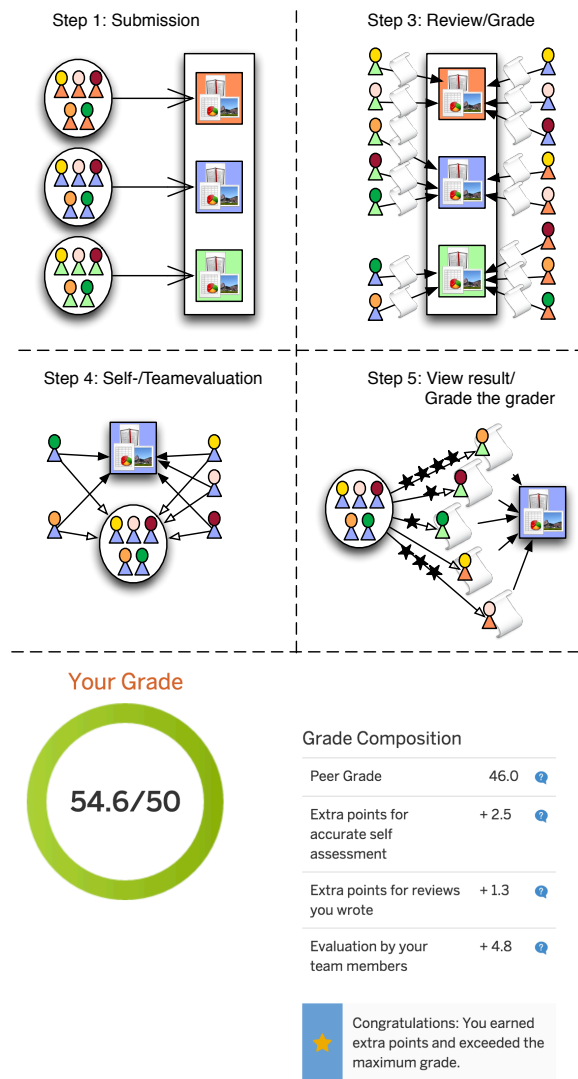 Step 1: Submission
Step 3: Review/Grade
Step 4: Self-/Teamevaluation
Step 5: View result/
Grade the grader
Your Grade
54.6/50
Grade Composition
Peer Grade 46.0 ?
Extra points for + 2.5 ?
accurate self
assessment
Extra points for reviews + 1.3 ?
you wrote
Evaluation by your + 4.8 ?
team members
Congratulations: You earned
extra points and exceeded the
maximum grade.